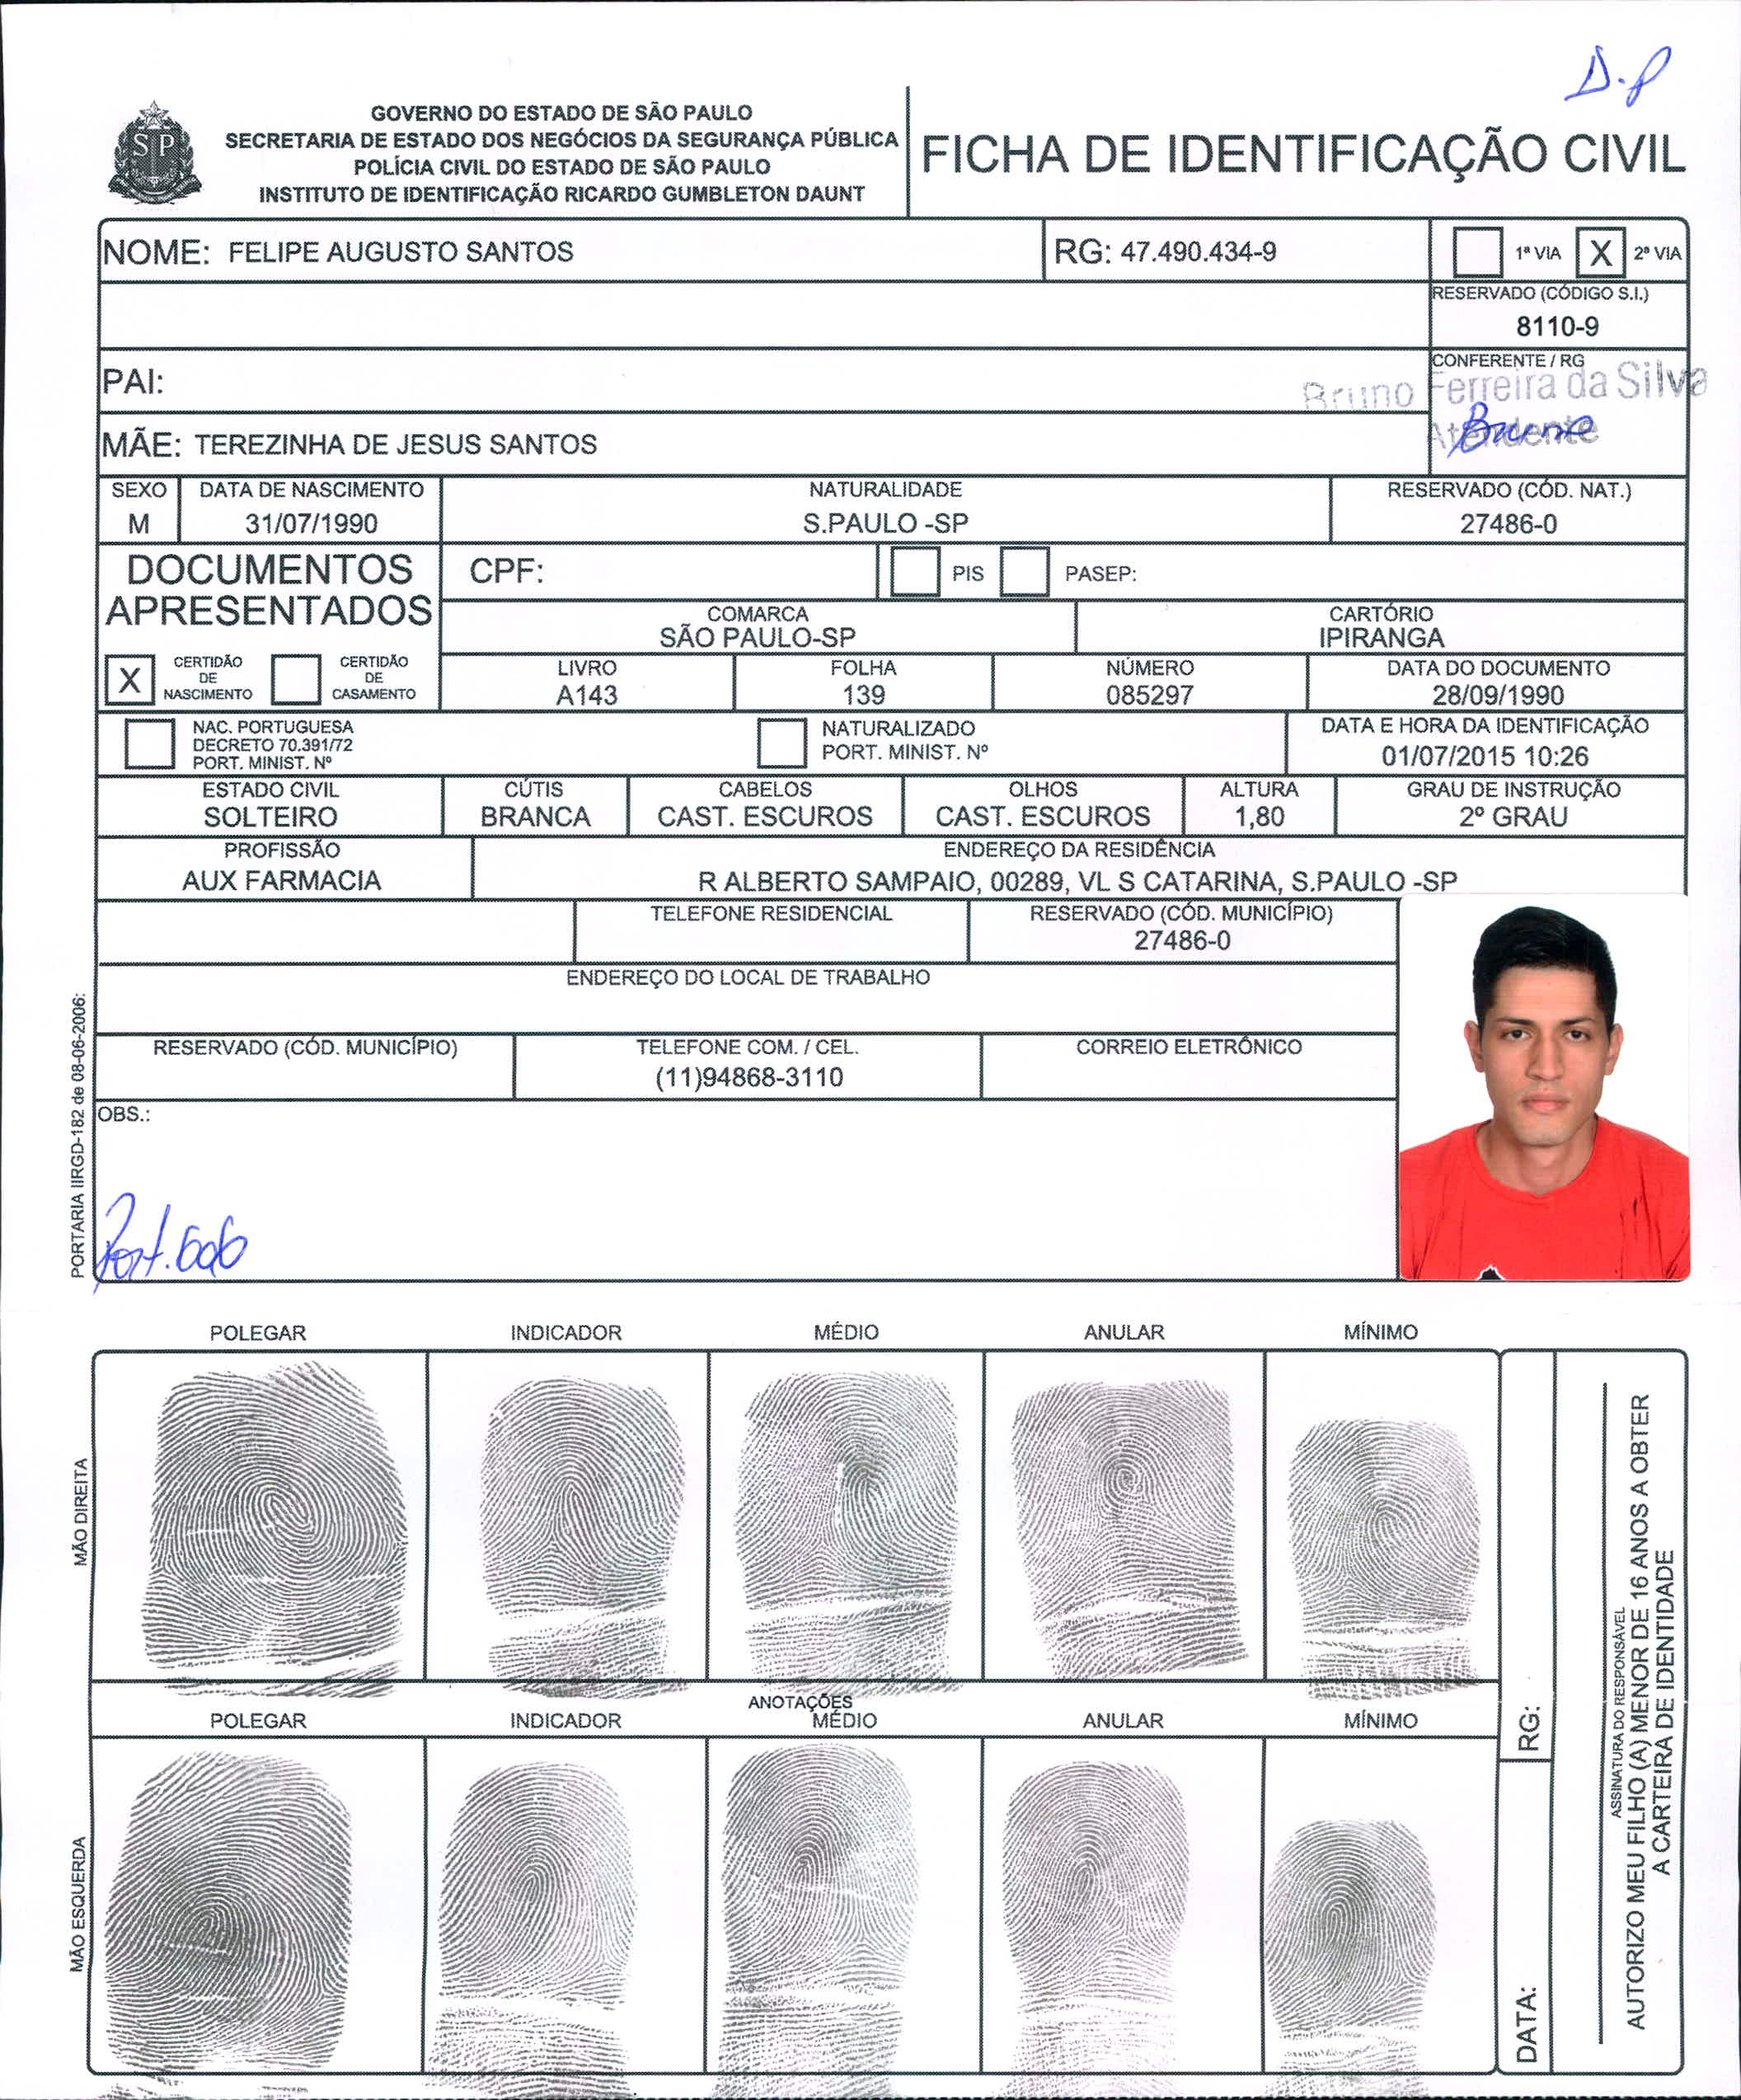 D.P
GOVERNO DO ESTADO DE SÃO PAULO
SECRETARIA DE ESTADO DOS NEGÓCIOS DA SEGURANÇA PÚBLICA
POLÍCIA CIVIL DO ESTADO DE SÃO PAULO
INSTITUTO DE IDENTIFICAÇÃO RICARDO GUMBLETON DAUNT
SP
FICHA DE IDENTIFICAÇÃO CIVIL
NOME: FELIPE AUGUSTO SANTOS
RG: 47.490.434-9
1ª VIA X 2ª VIA
RESERVADO (CÓDIGO S.I.)
8110-9
PAI:
CONFERENTE / RG
Bruno Ferreira da Silva
Atendente
Bruno
MÃE: TEREZINHA DE JESUS SANTOS
SEXO
M
DATA DE NASCIMENTO
31/07/1990
NATURALIDADE
S.PAULO -SP
RESERVADO (CÓD. NAT.)
27486-0
DOCUMENTOS
APRESENTADOS
CPF:
PIS
PASEP:
COMARCA
SÃO PAULO-SP
CARTÓRIO
IPIRANGA
X
CERTIDÃO
DE
NASCIMENTO
CERTIDÃO
DE
CASAMENTO
LIVRO
A143
FOLHA
139
NÚMERO
085297
DATA DO DOCUMENTO
28/09/1990
NAC. PORTUGUESA
DECRETO 70.391/72
PORT. MINIST. Nº
NATURALIZADO
PORT. MINIST. Nº
DATA E HORA DA IDENTIFICAÇÃO
01/07/2015 10:26
ESTADO CIVIL
SOLTEIRO
CÚTIS
BRANCA
CABELOS
CAST. ESCUROS
OLHOS
CAST. ESCUROS
ALTURA
1,80
GRAU DE INSTRUÇÃO
2º GRAU
PROFISSÃO
AUX FARMACIA
ENDEREÇO DA RESIDÊNCIA
R ALBERTO SAMPAIO, 00289, VL S CATARINA, S.PAULO -SP
TELEFONE RESIDENCIAL
RESERVADO (CÓD. MUNICÍPIO)
27486-0
ENDEREÇO DO LOCAL DE TRABALHO
RESERVADO (CÓD. MUNICÍPIO)
TELEFONE COM. / CEL.
(11)94868-3110
CORREIO ELETRÔNICO
OBS.:
PORTARIA IIRGD-182 de 08-06-2006:
POLEGAR INDICADOR MÉDIO ANULAR MÍNIMO
MÃO DIREITA
ANOTAÇÕES
POLEGAR INDICADOR MÉDIO ANULAR MÍNIMO
MÃO ESQUERDA
RG:
DATA:
ASSINATURA DO RESPONSÁVEL
AUTORIZO MEU FILHO (A) MENOR DE 16 ANOS A OBTER
A CARTEIRA DE IDENTIDADE